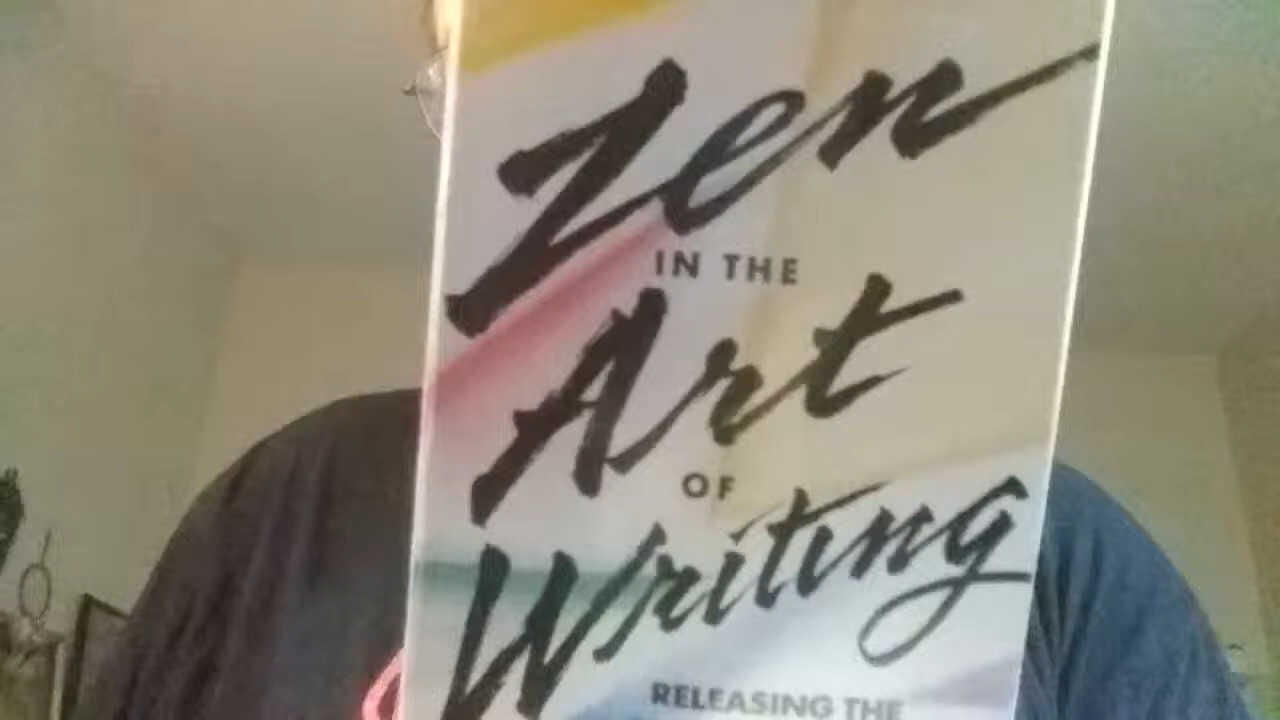 Zen
IN THE
Art
OF
Writing
RELEASING THE